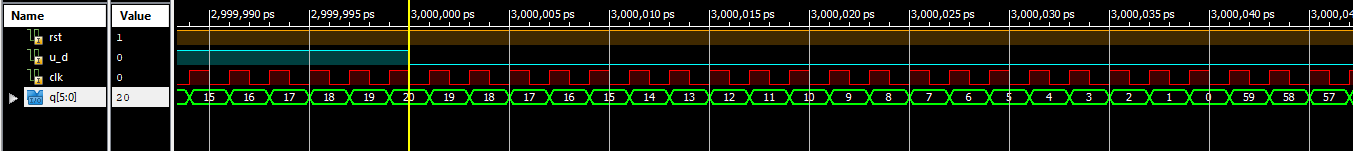 Name Value 2,999,990 ps 2,999,995 ps 3,000,000 ps 3,000,005 ps 3,000,010 ps 3,000,015 ps 3,000,020 ps 3,000,025 ps 3,000,030 ps 3,000,035 ps 3,000,040 ps 3,000,04
rst 1
u_d 0
clk 0
q[5:0] 20 15 16 17 18 19 20 19 18 17 16 15 14 13 12 11 10 9 8 7 6 5 4 3 2 1 0 59 58 57